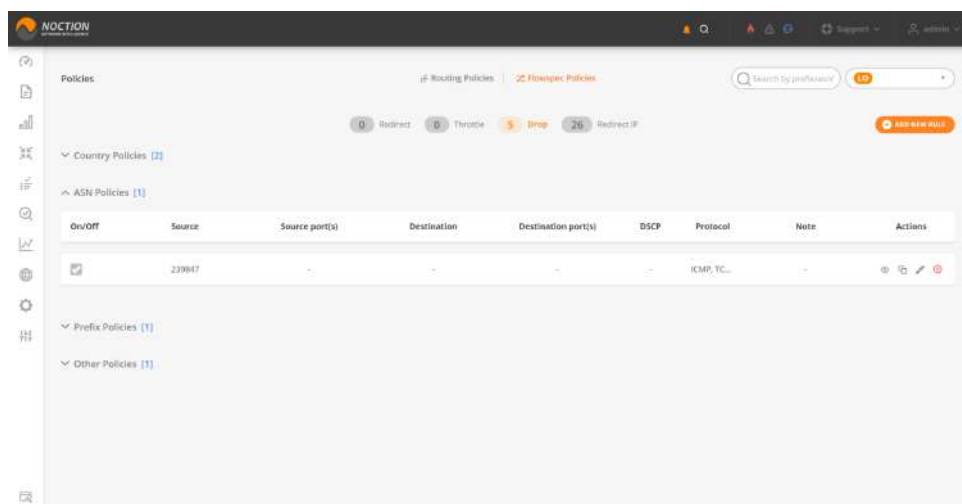 NOCTION
Support
admin
Policies
Routing Policies
Flowspec Policies
Search by prefix/asn/
LO
0 Redirect
0 Throttle
5 Drop
26 Redirect IP
ADD NEW RULE
Country Policies [2]
ASN Policies [1]
On/Off Source Source port(s) Destination Destination port(s) DSCP Protocol Note Actions
239847 - - - - ICMP, TC... -
Prefix Policies [1]
Other Policies [1]